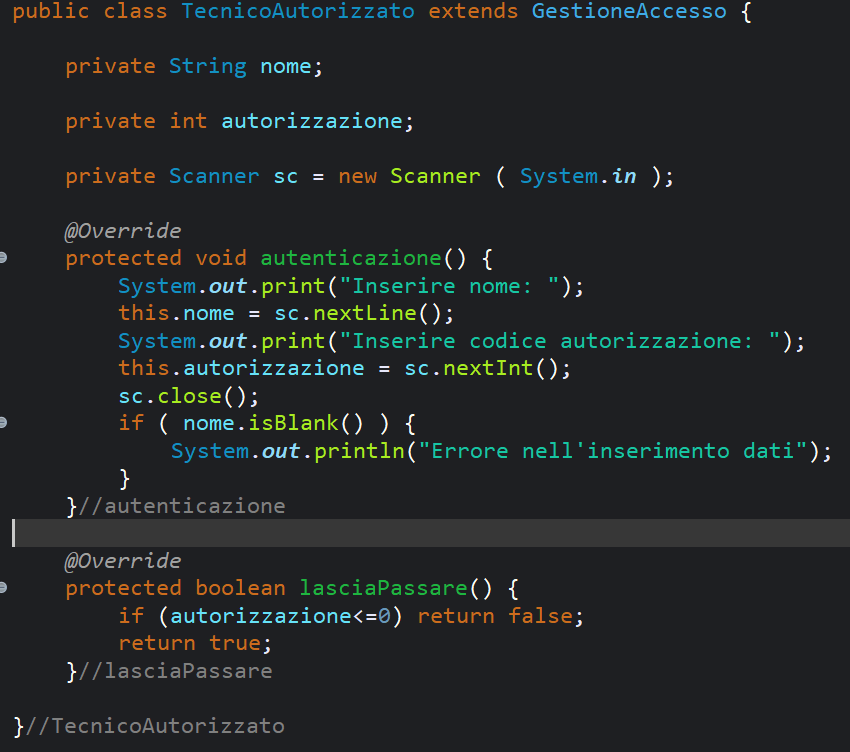 public class TecnicoAutorizzato extends GestioneAccesso {
private String nome;
private int autorizzazione;
private Scanner sc = new Scanner ( System.in );
@Override
protected void autenticazione() {
System.out.print("Inserire nome: ");
this.nome = sc.nextLine();
System.out.print("Inserire codice autorizzazione: ");
this.autorizzazione = sc.nextInt();
sc.close();
if ( nome.isBlank() ) {
System.out.println("Errore nell'inserimento dati");
}
}//autenticazione
@Override
protected boolean lasciaPassare() {
if (autorizzazione<=0) return false;
return true;
}//lasciaPassare
}//TecnicoAutorizzato